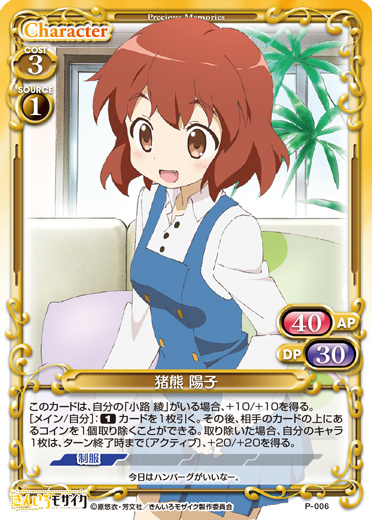 Precious Memories
Character
COST
3
SOURCE
1
40 AP
DP 30
猪熊 陽子
このカードは、自分の「小路 綾」がいる場合、+10/+10を得る。
[メイン/自分]:1 カードを1枚引く。その後、相手のカードの上にあ
るコインを1個取り除くことができる。取り除いた場合、自分のキャラ
1枚は、ターン終了時まで〔アクティブ〕、+20/+20を得る。
制服
今日はハンバーグがいいなー。
きんいろモザイク
©原悠衣・芳文社/きんいろモザイク製作委員会
P-006